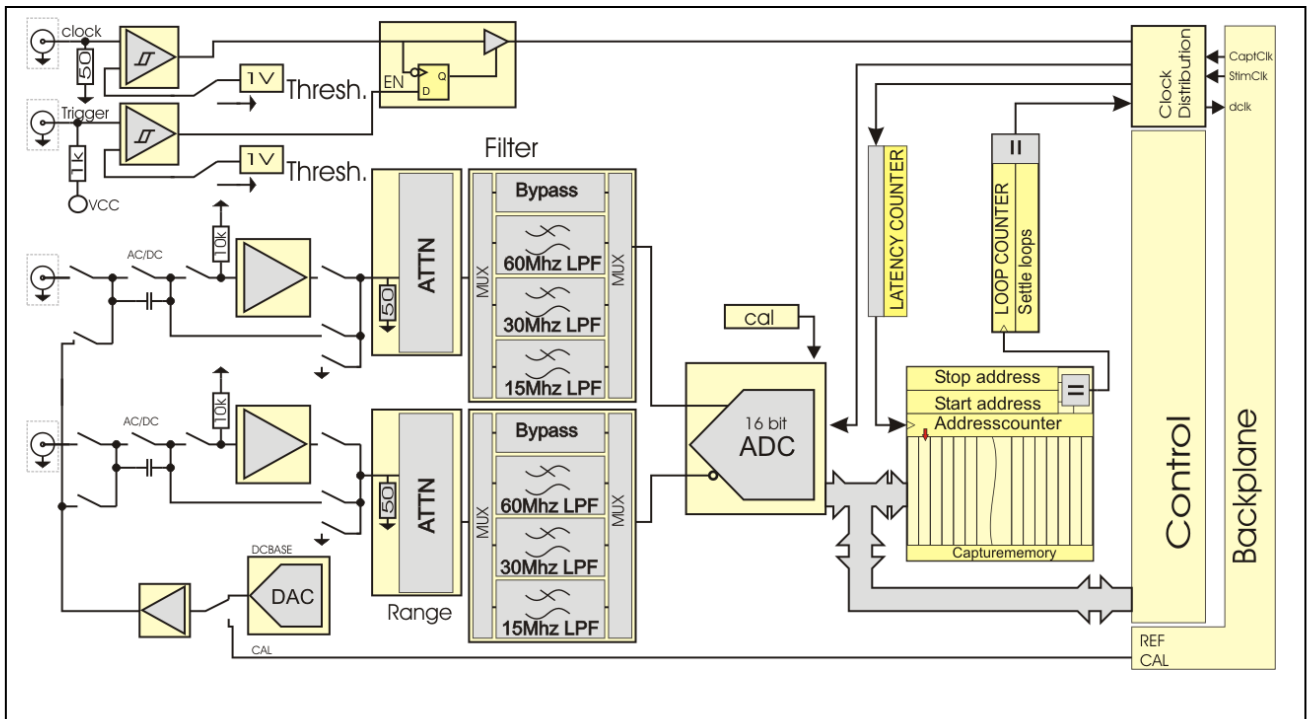 clock
50
1V
Thresh.
EN
Q
D
Trigger
1k
VCC
1V
Thresh.
Clock
Distribution
CaptClk
StimClk
dclk
LATENCY COUNTER
=
LOOP COUNTER
Settle loops
Filter
AC/DC
10k
50
ATTN
MUX
Bypass
60Mhz LPF
30Mhz LPF
15Mhz LPF
MUX
cal
16 bit
ADC
Stop address
Start address
=
Addresscounter
Capturememory
AC/DC
10k
50
ATTN
Range
MUX
Bypass
60Mhz LPF
30Mhz LPF
15Mhz LPF
MUX
DCBASE
DAC
CAL
Control
Backplane
REF
CAL